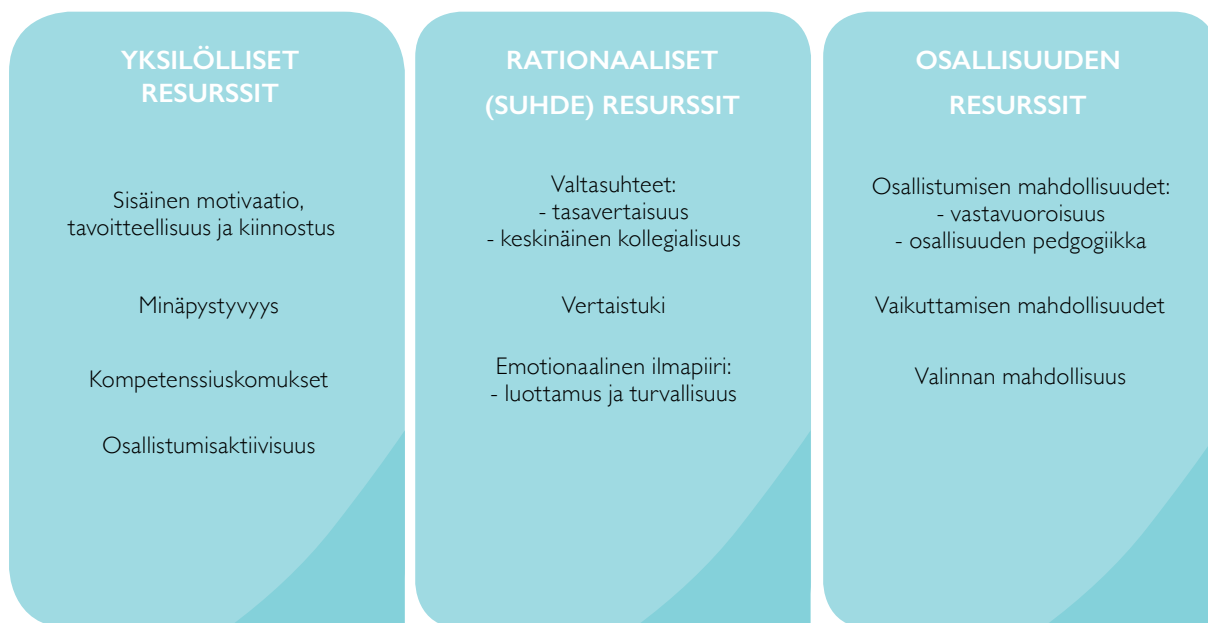 YKSILÖLLISET
RESURSSIT
Sisäinen motivaatio,
tavoitteellisuus ja kiinnostus
Minäpystyvyys
Kompetenssiuskomukset
Osallistumisaktiivisuus
RATIONAALISET
(SUHDE) RESURSSIT
Valtasuhteet:
- tasavertaisuus
- keskinäinen kollegialisuus
Vertaistuki
Emotionaalinen ilmapiiri:
- luottamus ja turvallisuus
OSALLISUUDEN
RESURSSIT
Osallistumisen mahdollisuudet:
- vastavuoroisuus
- osallisuuden pedgogiikka
Vaikuttamisen mahdollisuudet
Valinnan mahdollisuus